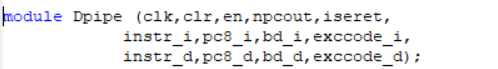 module Dpipe (clk,clr,en,npcout,iseret,
instr_i,pc8_i,bd_i,exccode_i,
instr_d,pc8_d,bd_d,exccode_d);